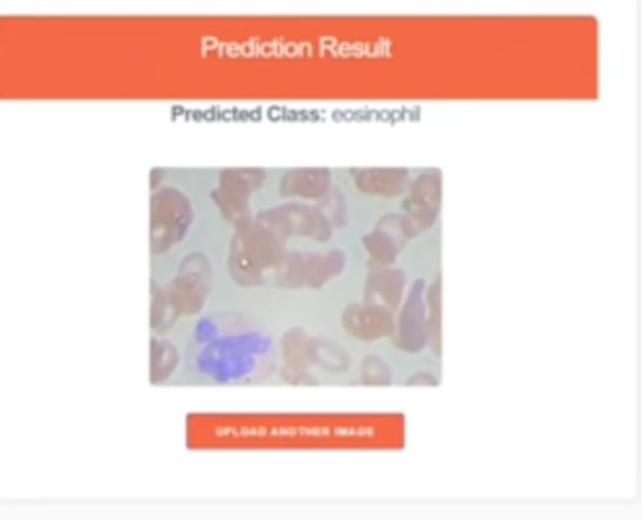 Prediction Result
Predicted Class: eosinophil
UPLOAD ANOTHER IMAGE